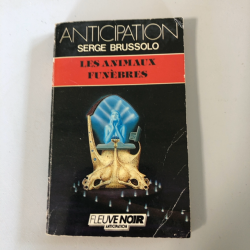 ANTICIPATION
SERGE BRUSSOLO
LES ANIMAUX
FUNÈBRES
FLEUVE NOIR
ANTICIPATION